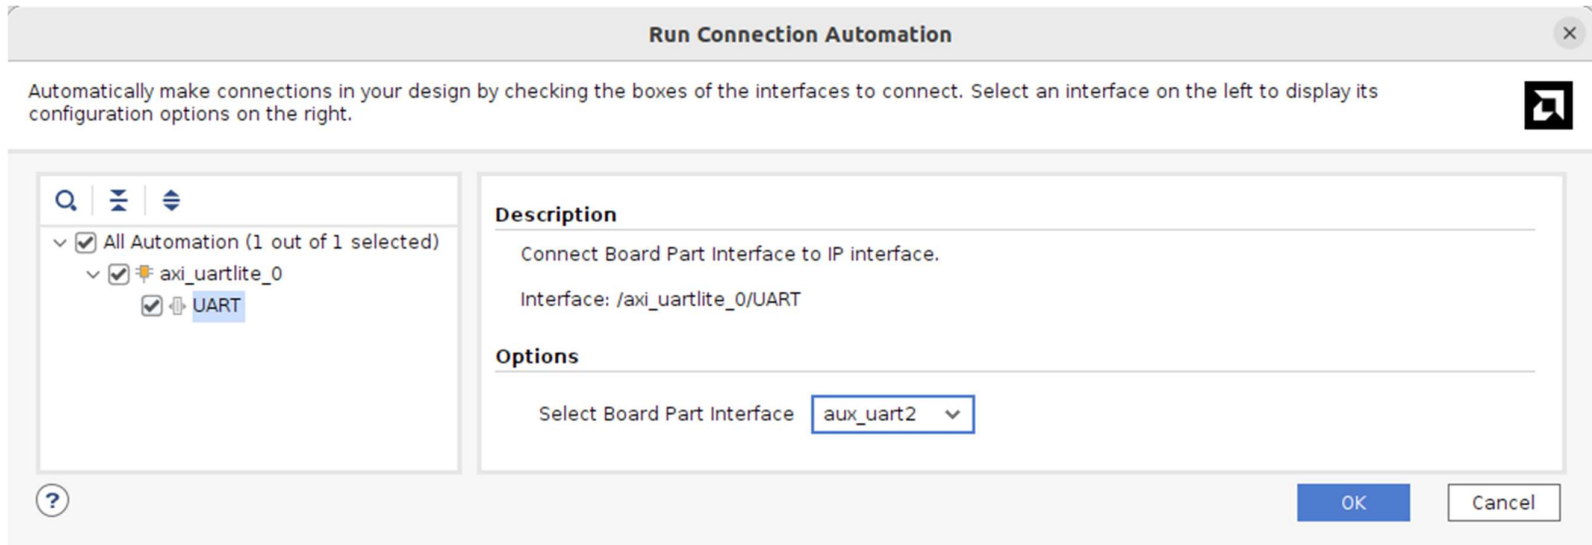 Run Connection Automation
Automatically make connections in your design by checking the boxes of the interfaces to connect. Select an interface on the left to display its
configuration options on the right.
All Automation (1 out of 1 selected)
axi_uartlite_0
UART
Description
Connect Board Part Interface to IP interface.
Interface: /axi_uartlite_0/UART
Options
Select Board Part Interface aux_uart2
?
OK Cancel